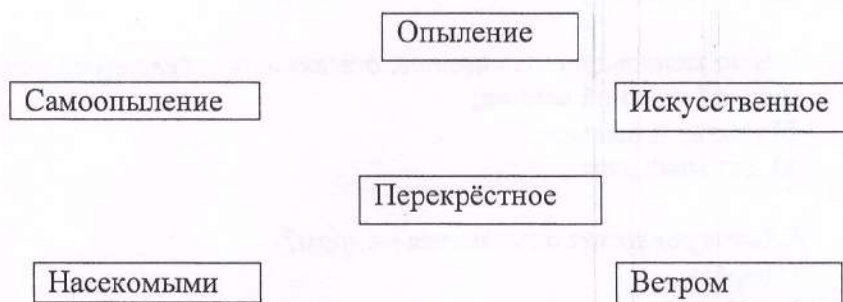 Опыление
Самоопыление
Искусственное
Перекрёстное
Насекомыми
Ветром